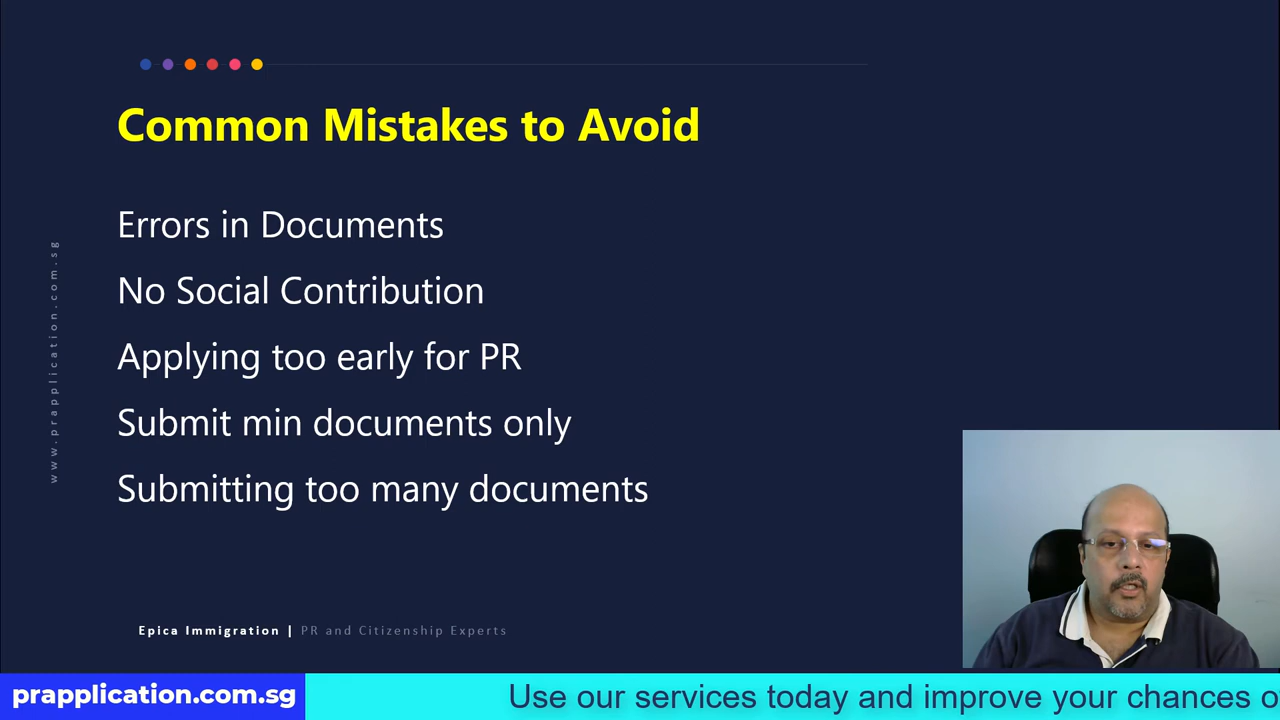 Common Mistakes to Avoid
Errors in Documents
No Social Contribution
Applying too early for PR
Submit min documents only
Submitting too many documents
www.prapplication.com.sg
Epica Immigration | PR and Citizenship Experts
prapplication.com.sg
Use our services today and improve your chances o